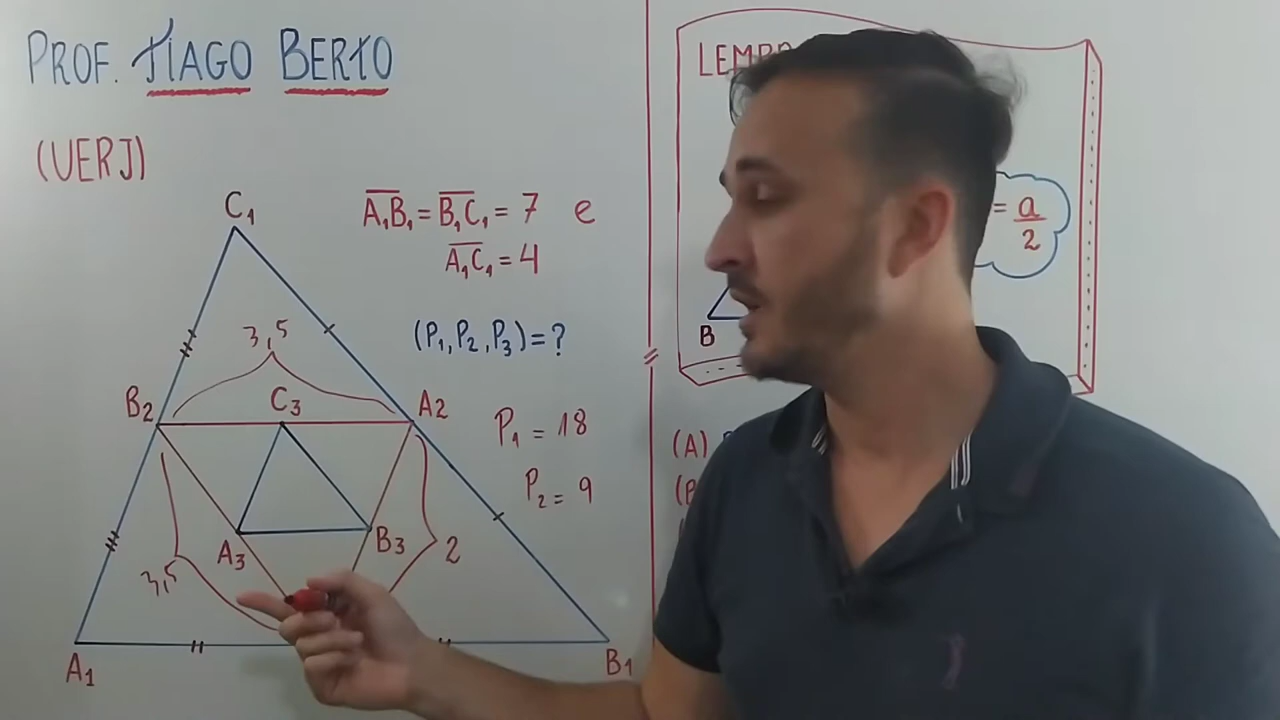 PROF. TIAGO BERTO
(UERJ)
C1
A1B1 = B1C1 = 7 e
A1C1 = 4
(P1, P2, P3) = ?
3,5
B2
C3
A2
P1 = 18
P2 = 9
A3
B3
2
3,5
A1
B1
= a
2
B
(A)